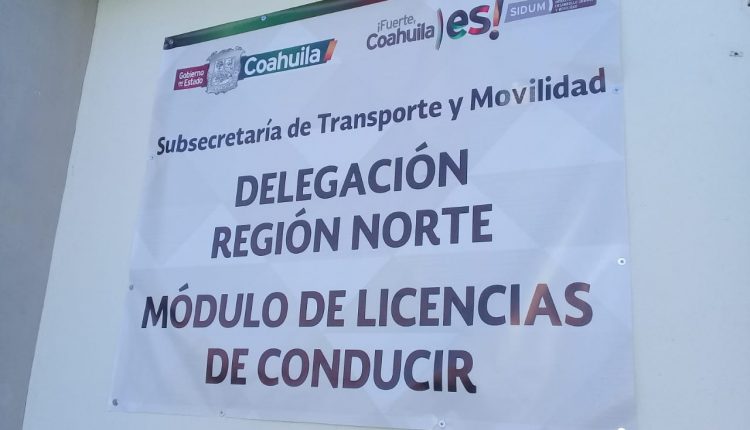 Gobierno de Estado
Coahuila
¡Fuerte, Coahuila es!
SIDUM
Subsecretaría de Transporte y Movilidad
DELEGACIÓN
REGIÓN NORTE
MÓDULO DE LICENCIAS
DE CONDUCIR